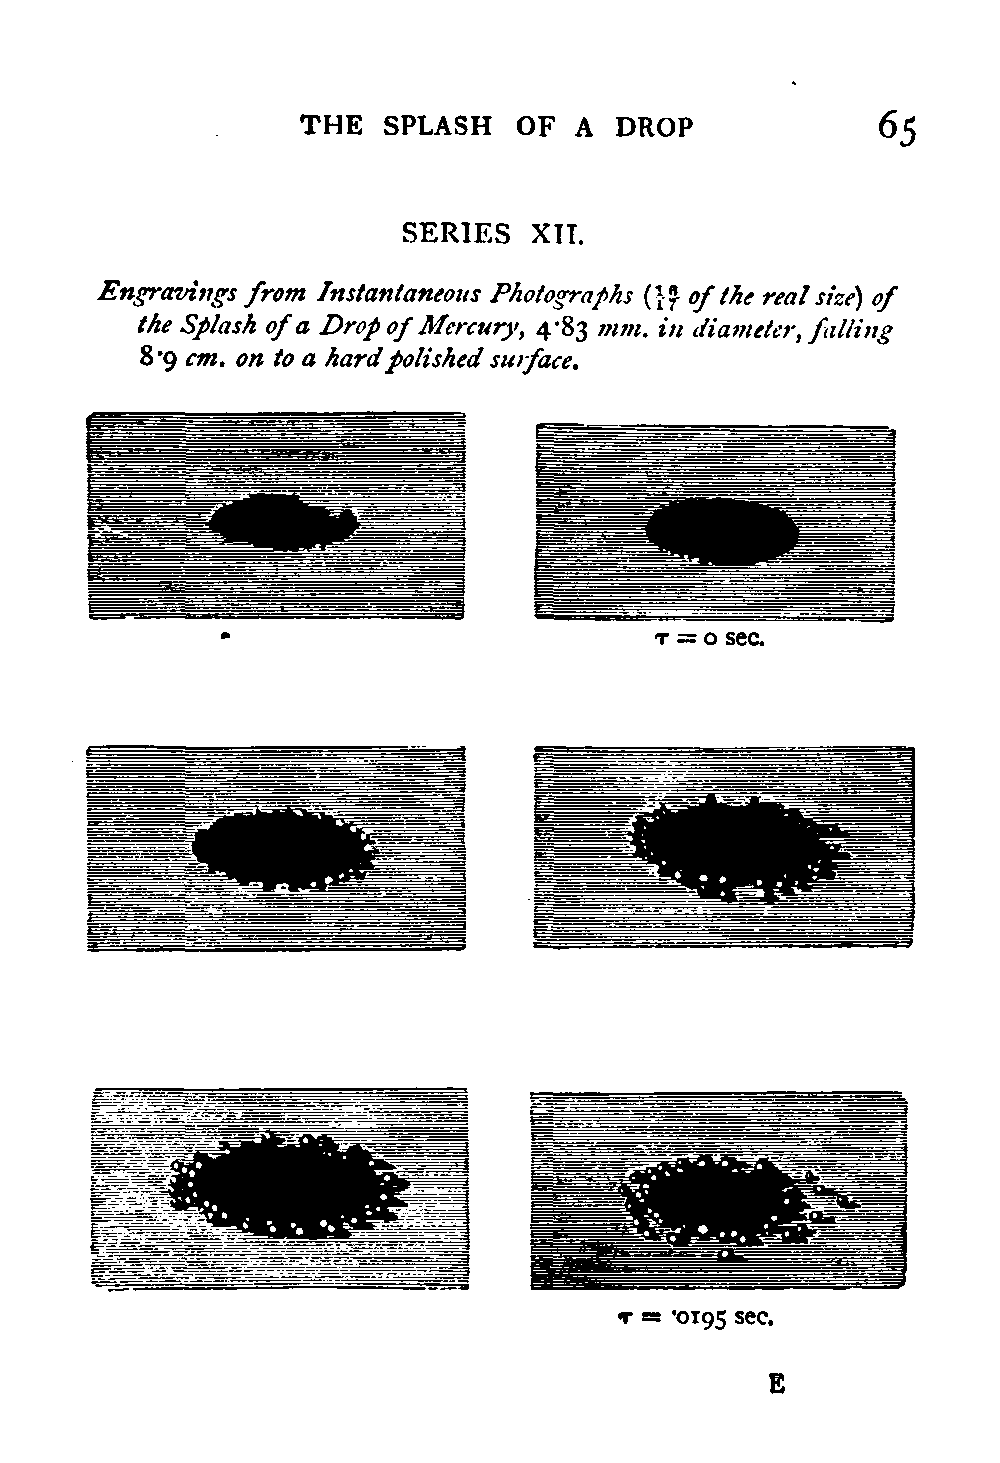 THE SPLASH OF A DROP 65
SERIES XII.
Engravings from Instantaneous Photographs ( of the real size) of
the Splash of a Drop of Mercury, 4·83 mm. in diameter, falling
8·9 cm. on to a hard polished surface.
τ = 0 sec.
τ = ·0195 sec.
E